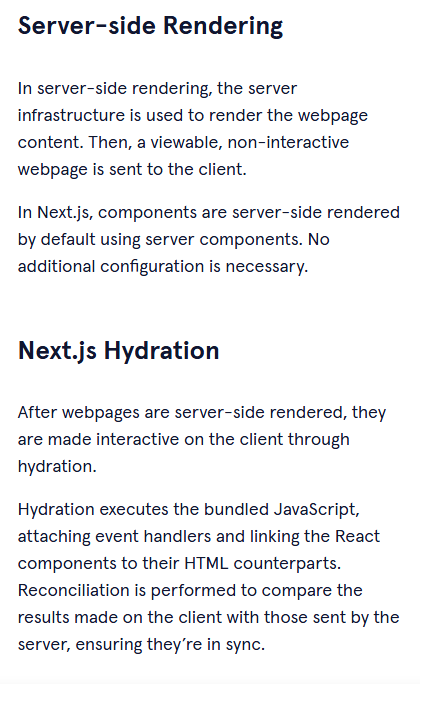 Server-side Rendering
In server-side rendering, the server
infrastructure is used to render the webpage
content. Then, a viewable, non-interactive
webpage is sent to the client.
In Next.js, components are server-side rendered
by default using server components. No
additional configuration is necessary.
Next.js Hydration
After webpages are server-side rendered, they
are made interactive on the client through
hydration.
Hydration executes the bundled JavaScript,
attaching event handlers and linking the React
components to their HTML counterparts.
Reconciliation is performed to compare the
results made on the client with those sent by the
server, ensuring they’re in sync.